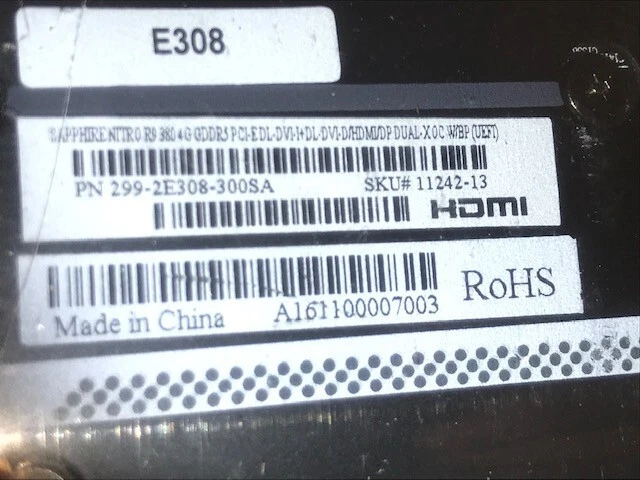 E308
SAPPHIRE NITRO R9 380 4G GDDR5 PCI-E DL-DVI-I+DL-DVI-D/HDMI/DP DUAL-X OC W/BP (UEFI)
PN 299-2E308-300SA SKU# 11242-13
HDMI
RoHS
Made in China A161100007003